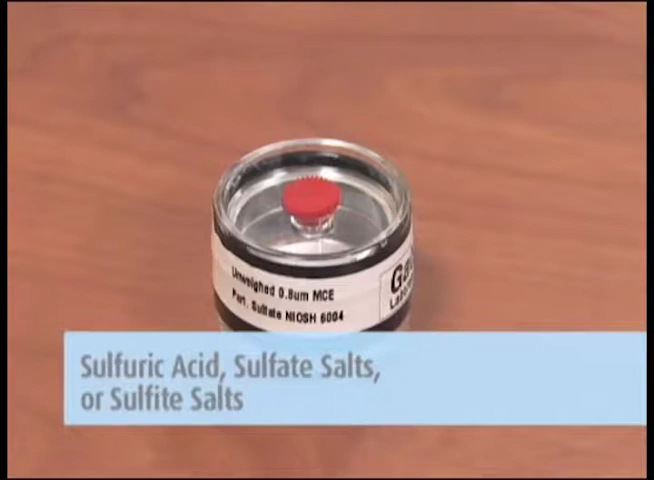 Unweighed 0.8um MCE
Part. Sulfate NIOSH 6004
Sulfuric Acid, Sulfate Salts,
or Sulfite Salts